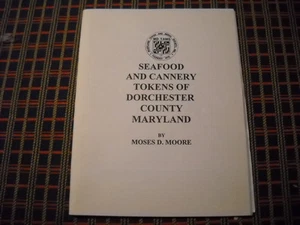 SEAFOOD
AND CANNERY
TOKENS OF
DORCHESTER
COUNTY
MARYLAND
BY
MOSES D. MOORE